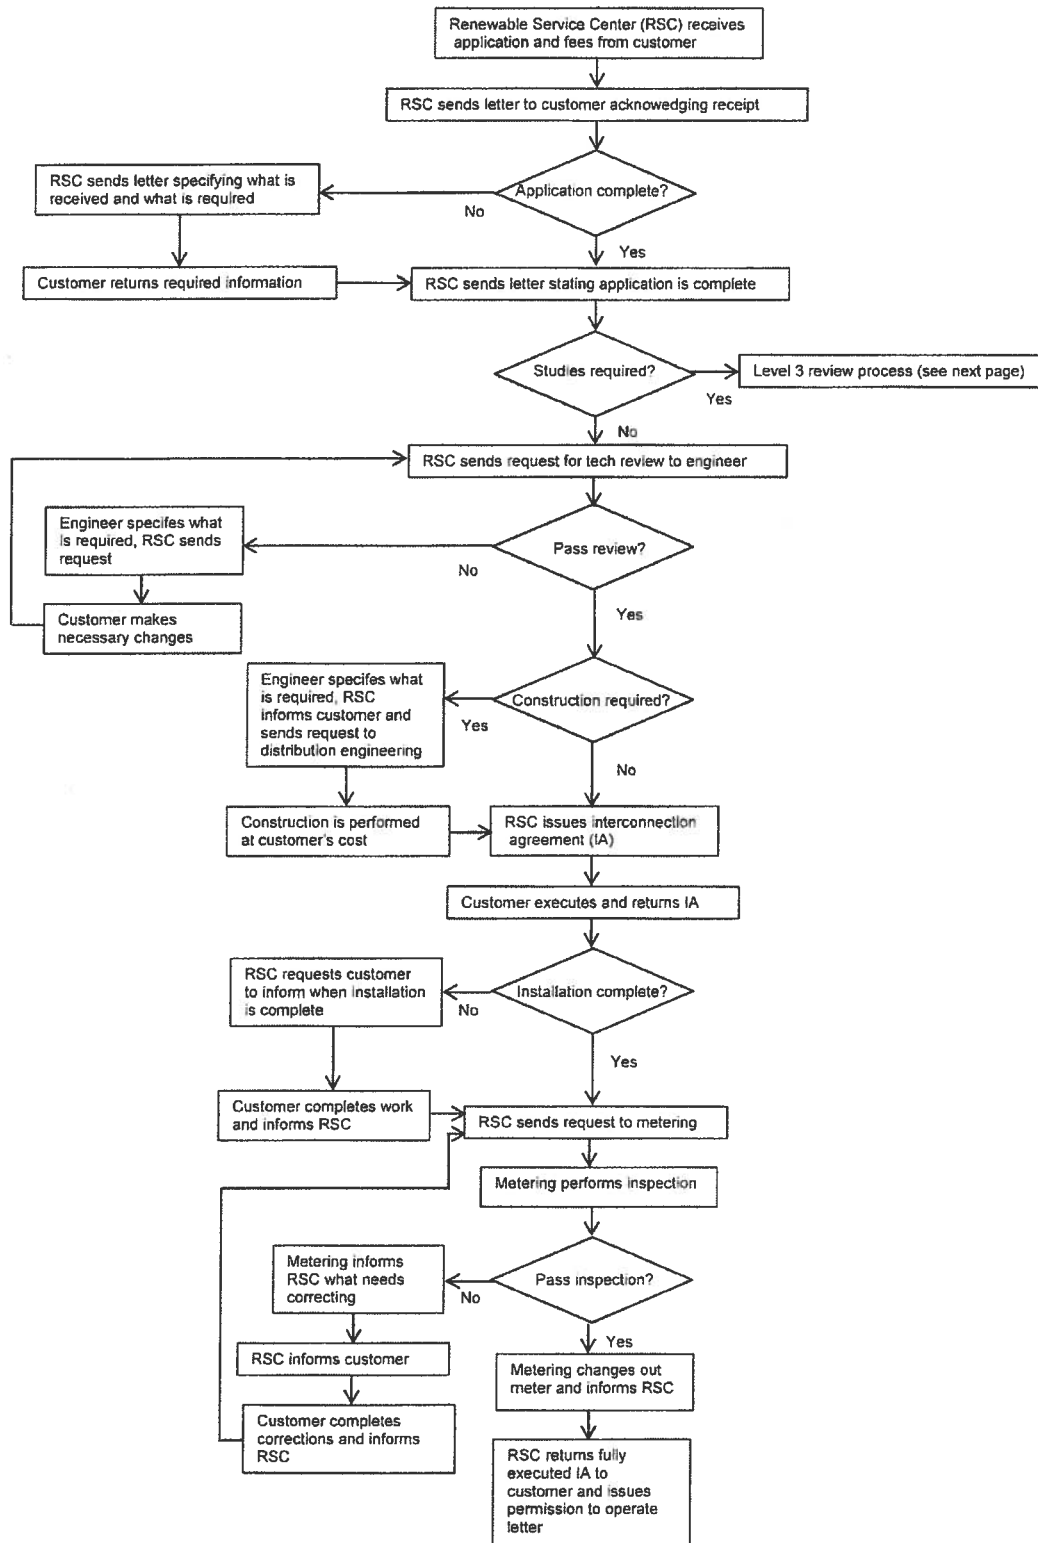 Renewable Service Center (RSC) receives
application and fees from customer
RSC sends letter to customer acknowedging receipt
Application complete?
No
Yes
RSC sends letter specifying what is
received and what is required
Customer returns required information
RSC sends letter stating application is complete
Studies required?
Yes
No
Level 3 review process (see next page)
RSC sends request for tech review to engineer
Pass review?
No
Yes
Engineer specifes what
is required, RSC sends
request
Customer makes
necessary changes
Construction required?
Yes
No
Engineer specifes what
is required, RSC
informs customer and
sends request to
distribution engineering
Construction is performed
at customer's cost
RSC issues interconnection
agreement (IA)
Customer executes and returns IA
Installation complete?
No
Yes
RSC requests customer
to inform when installation
is complete
Customer completes work
and informs RSC
RSC sends request to metering
Metering performs inspection
Pass inspection?
No
Yes
Metering informs
RSC what needs
correcting
RSC informs customer
Customer completes
corrections and informs
RSC
Metering changes out
meter and informs RSC
RSC returns fully
executed IA to
customer and issues
permission to operate
letter